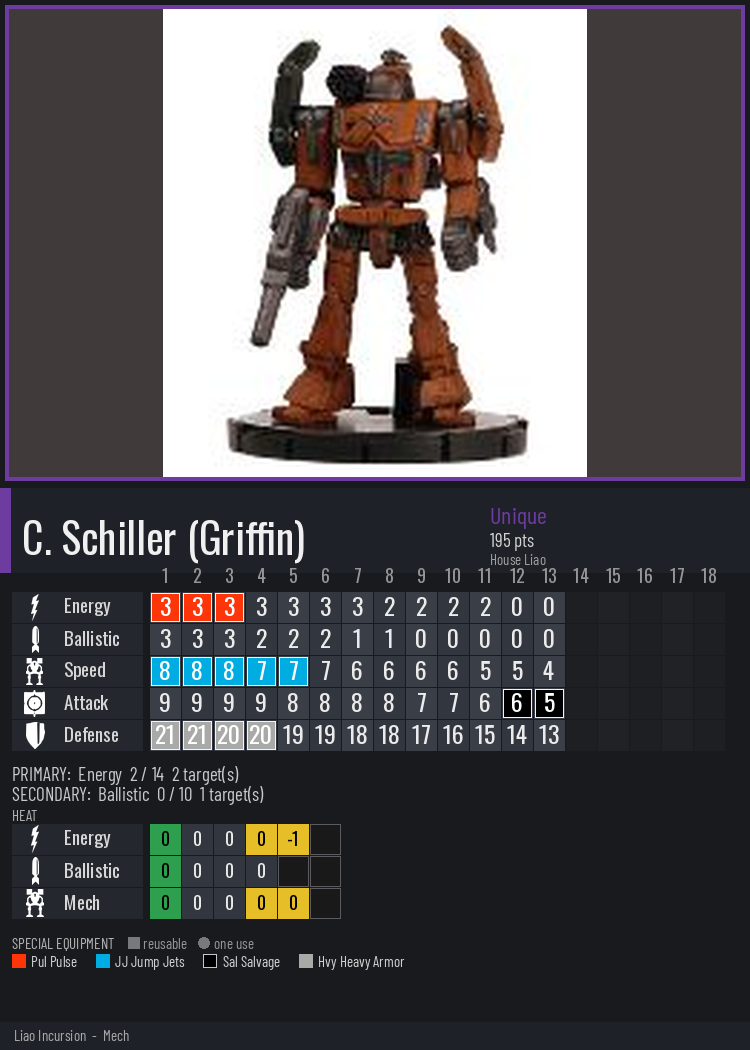 C. Schiller (Griffin)
Unique
195 pts
House Liao
1 2 3 4 5 6 7 8 9 10 11 12 13 14 15 16 17 18
Energy 3 3 3 3 3 3 3 2 2 2 2 0 0
Ballistic 3 3 3 2 2 2 1 1 0 0 0 0 0
Speed 8 8 8 7 7 7 6 6 6 6 5 5 4
Attack 9 9 9 9 8 8 8 8 7 7 6 6 5
Defense 21 21 20 20 19 19 18 18 17 16 15 14 13
PRIMARY: Energy 2 / 14 2 target(s)
SECONDARY: Ballistic 0 / 10 1 target(s)
HEAT
Energy 0 0 0 0 -1
Ballistic 0 0 0 0
Mech 0 0 0 0 0
SPECIAL EQUIPMENT reusable one use
Pul Pulse JJ Jump Jets Sal Salvage Hvy Heavy Armor
Liao Incursion - Mech